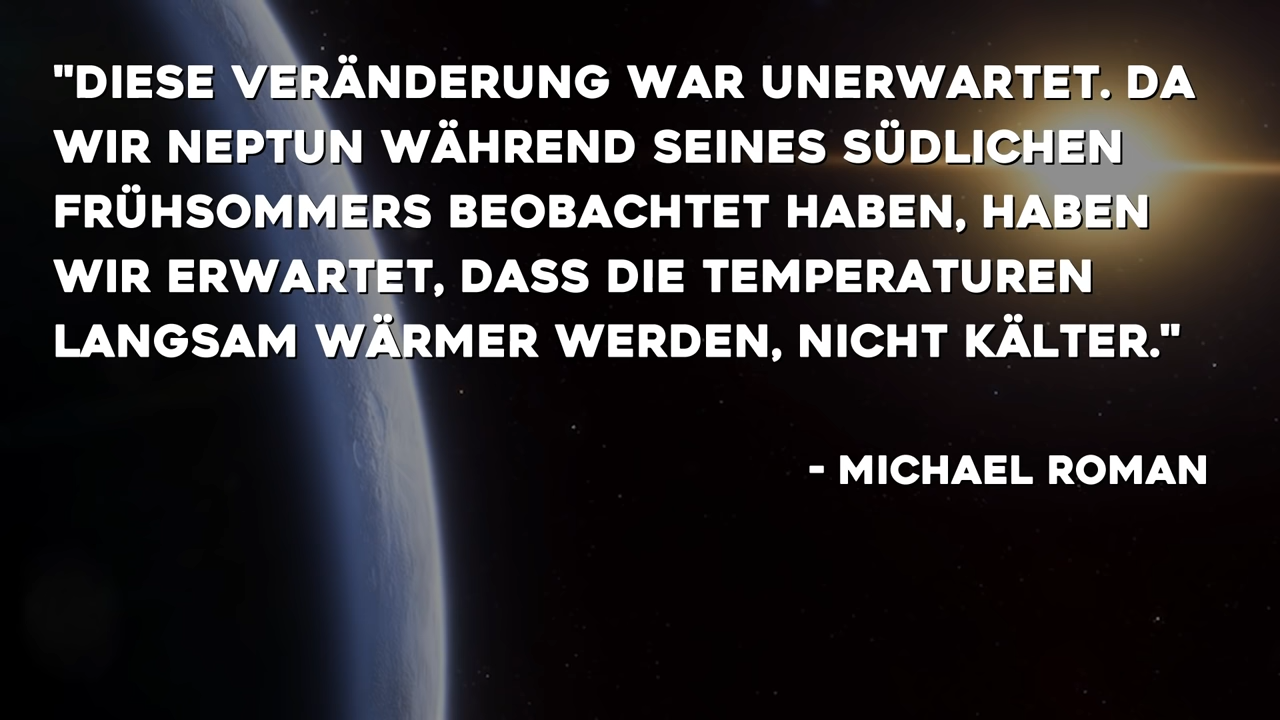 "DIESE VERÄNDERUNG WAR UNERWARTET. DA
WIR NEPTUN WÄHREND SEINES SÜDLICHEN
FRÜHSOMMERS BEOBACHTET HABEN, HABEN
WIR ERWARTET, DASS DIE TEMPERATUREN
LANGSAM WÄRMER WERDEN, NICHT KÄLTER."
- MICHAEL ROMAN